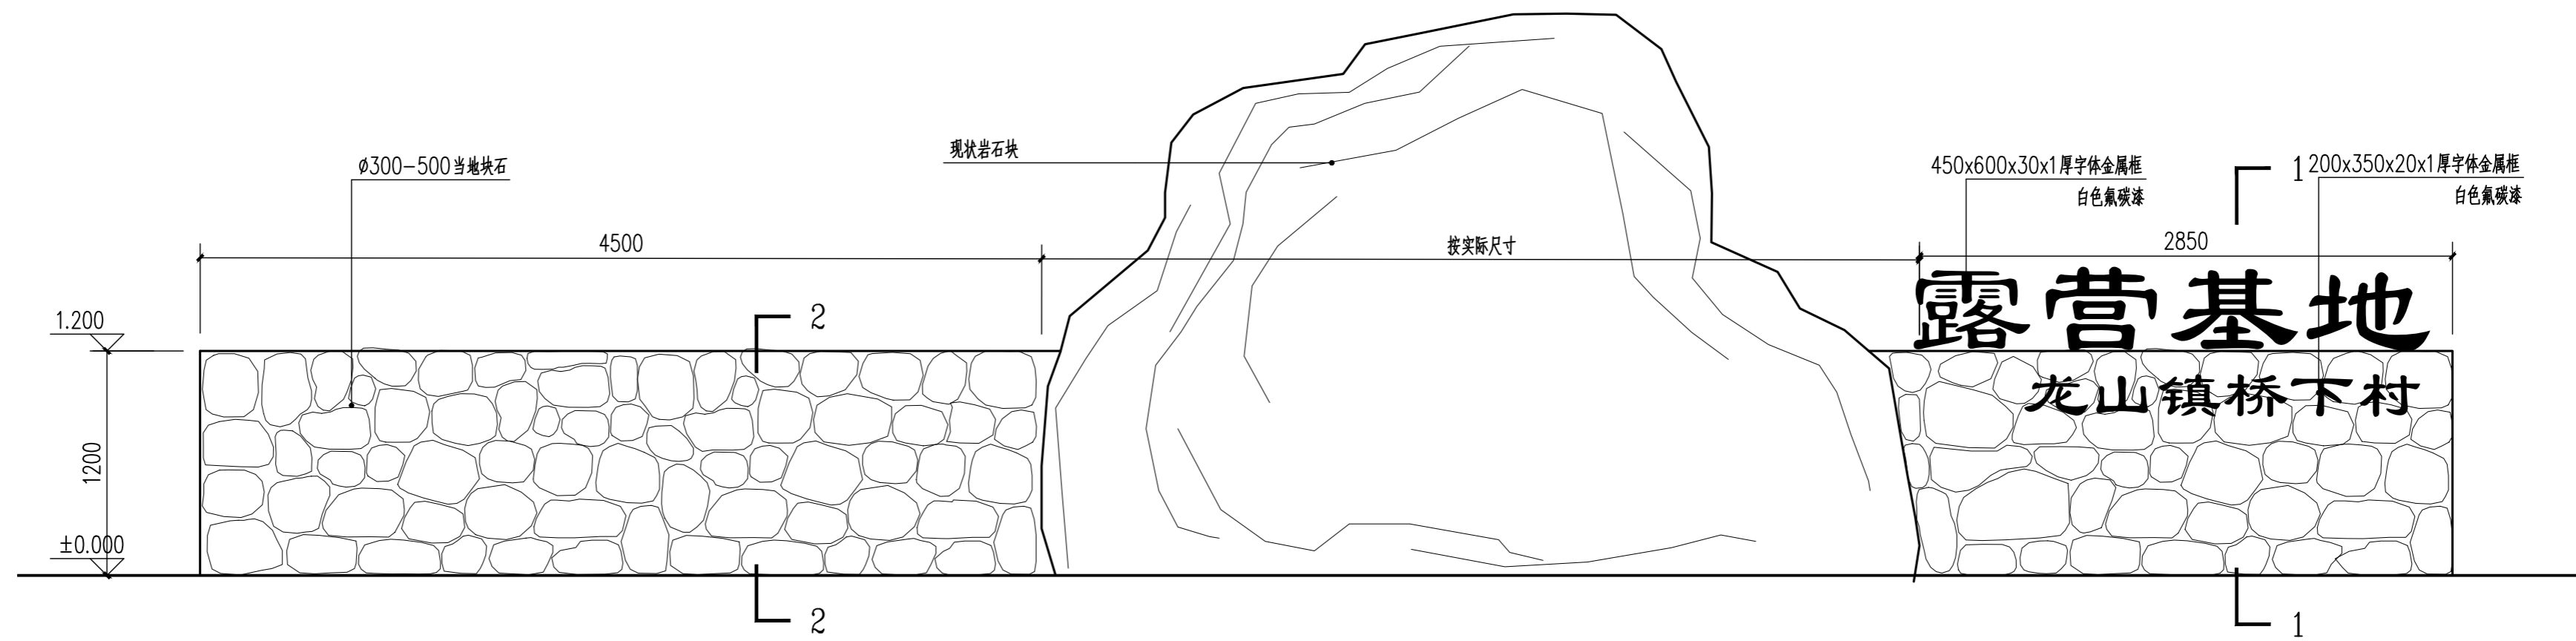 现状岩石块
Ø300-500当地块石
450x600x30x1厚字体金属框
白色氟碳漆
1
200x350x20x1厚字体金属框
白色氟碳漆
4500
按实际尺寸
2850
露营基地
2
1.200
龙山镇桥下村
1200
±0.000
2
1